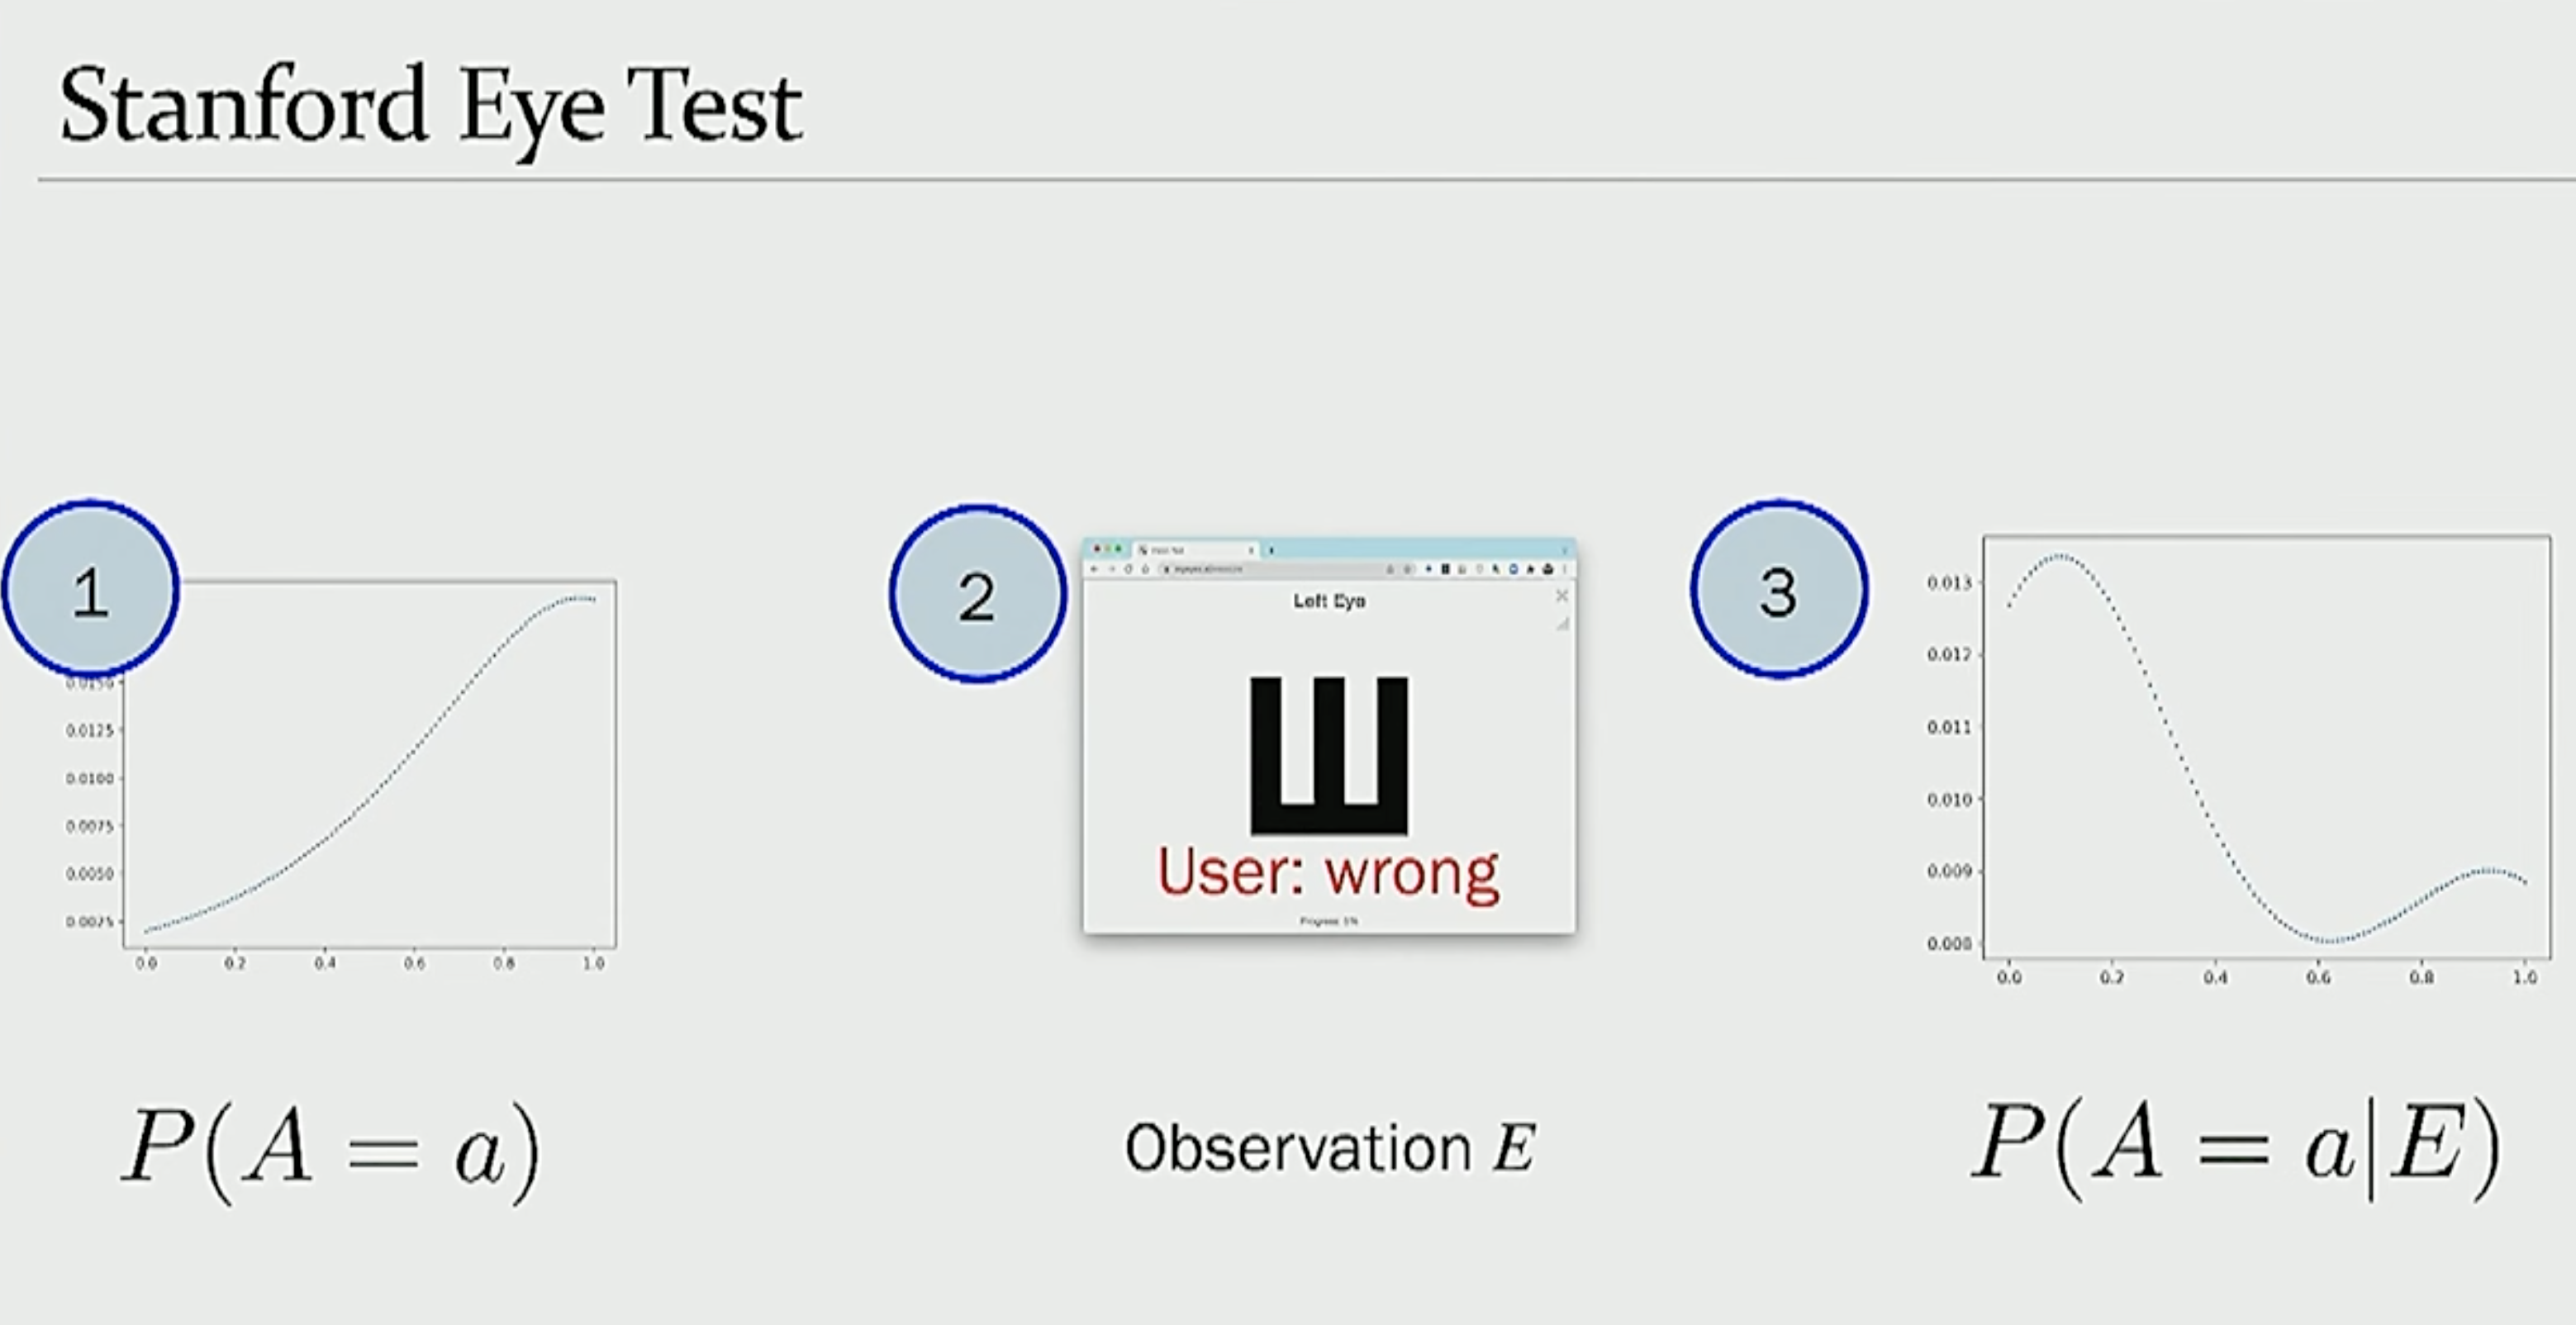 Stanford Eye Test
1
2
3
Left Eye
User: wrong
Progress: 5%
0.0150
0.0125
0.0100
0.0075
0.0050
0.0 0.2 0.4 0.6 0.8 1.0
0.013
0.012
0.011
0.010
0.009
0.008
0.0 0.2 0.4 0.6 0.8 1.0
P(A = a)
Observation E
P(A = a|E)